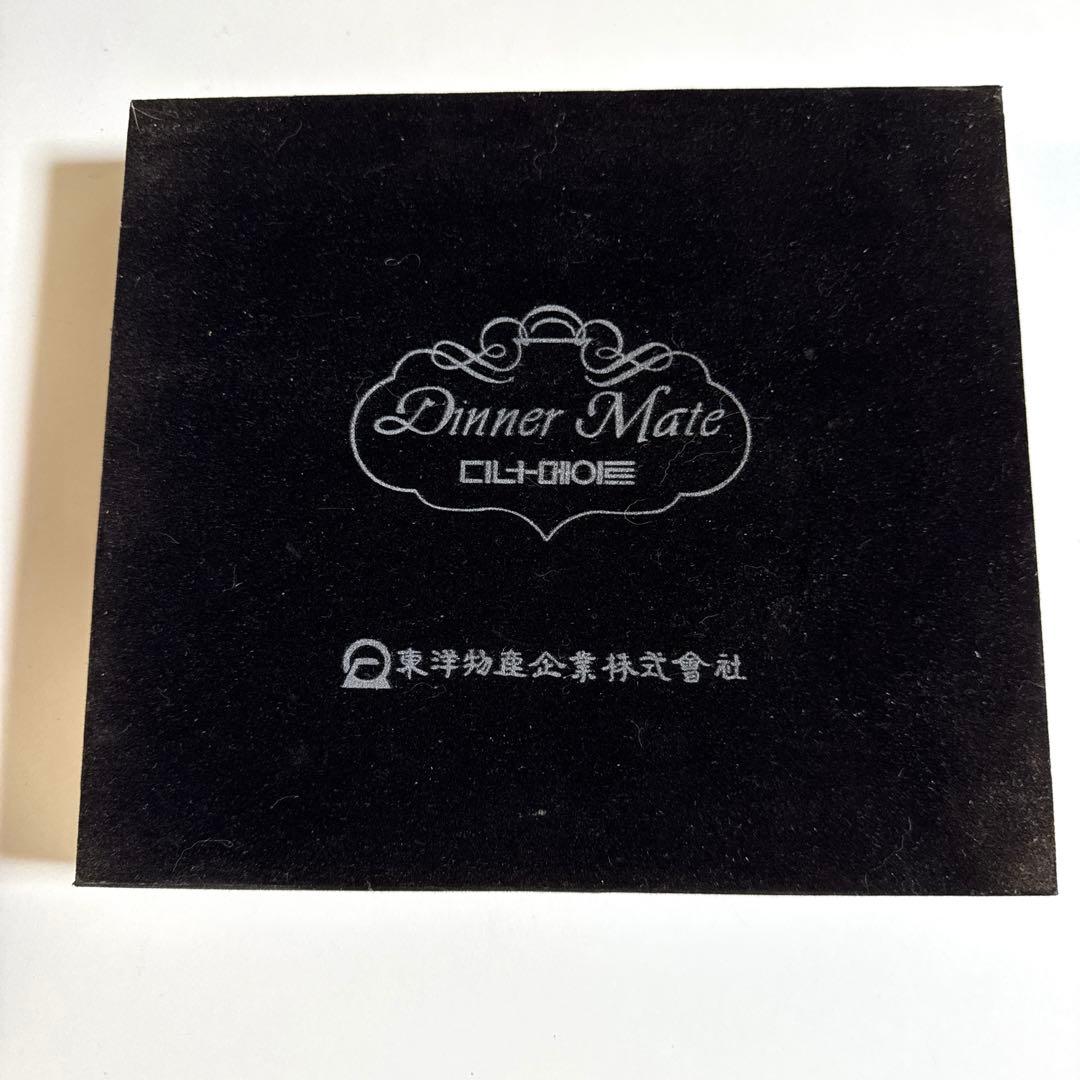 Dinner Mate
디너메이트
東洋物産企業株式會社